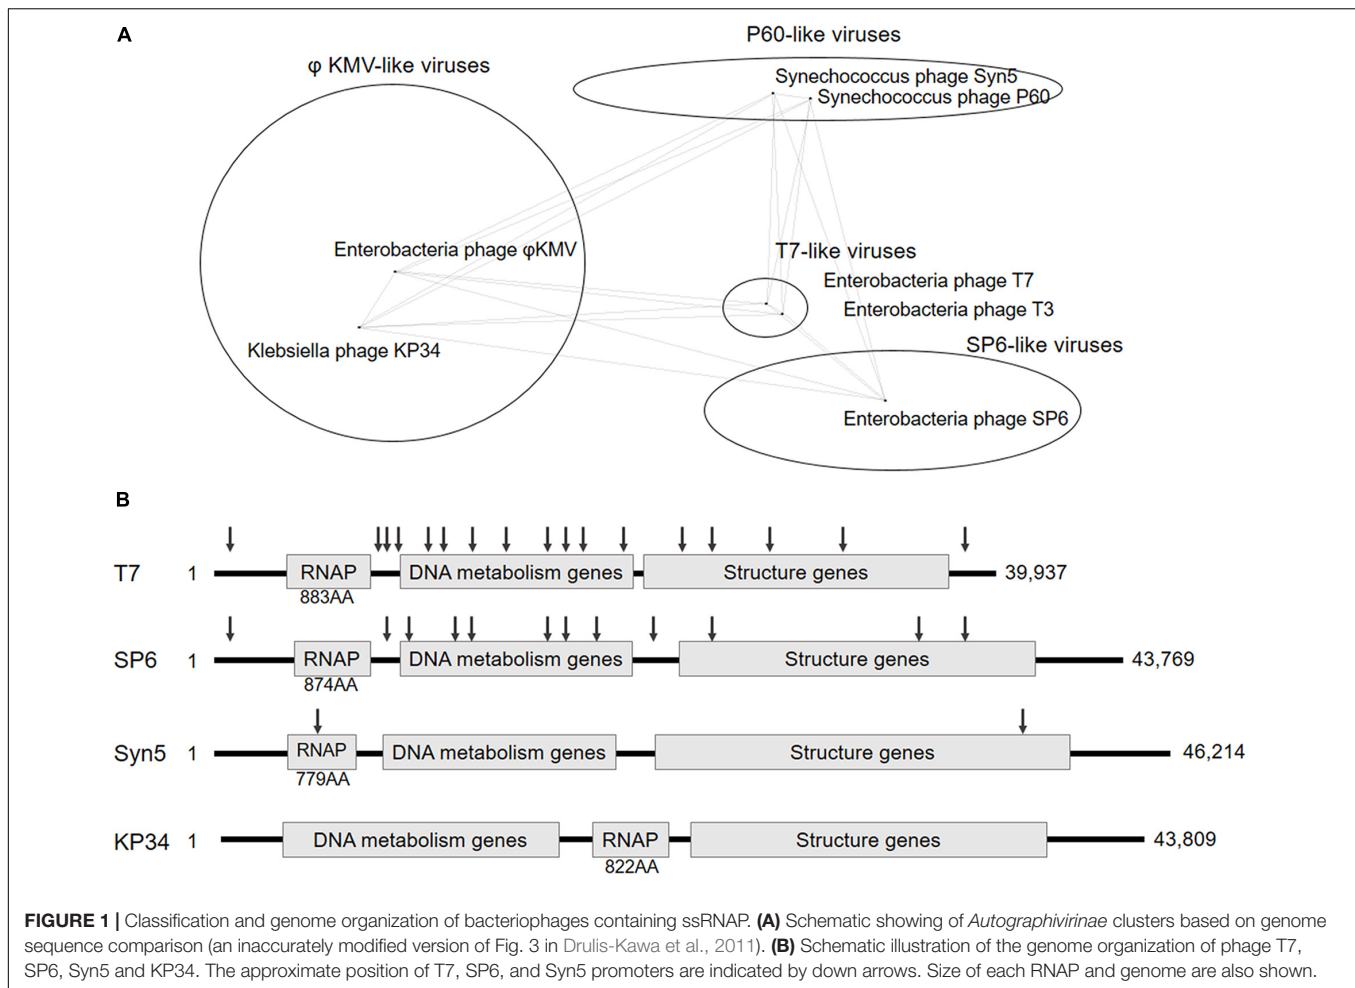 A
P60-like viruses
φ KMV-like viruses
Synechococcus phage Syn5
Synechococcus phage P60
Enterobacteria phage φKMV
T7-like viruses
Enterobacteria phage T7
Enterobacteria phage T3
Klebsiella phage KP34
SP6-like viruses
Enterobacteria phage SP6
B
T7 1 RNAP DNA metabolism genes Structure genes 39,937
883AA
SP6 1 RNAP DNA metabolism genes Structure genes 43,769
874AA
Syn5 1 RNAP DNA metabolism genes Structure genes 46,214
779AA
KP34 1 DNA metabolism genes RNAP Structure genes 43,809
822AA
FIGURE 1 | Classification and genome organization of bacteriophages containing ssRNAP. (A) Schematic showing of Autographivirinae clusters based on genome
sequence comparison (an inaccurately modified version of Fig. 3 in Drulis-Kawa et al., 2011). (B) Schematic illustration of the genome organization of phage T7,
SP6, Syn5 and KP34. The approximate position of T7, SP6, and Syn5 promoters are indicated by down arrows. Size of each RNAP and genome are also shown.